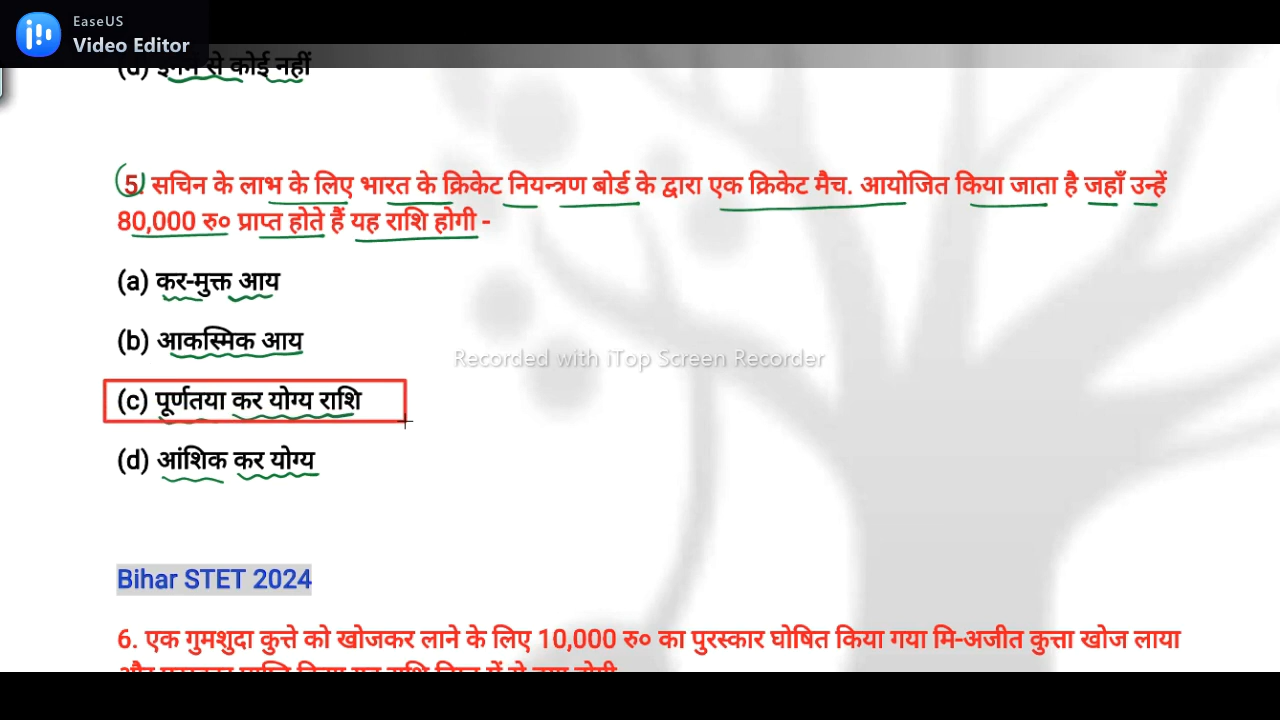 EaseUS
Video Editor
(d) इनमें से कोई नहीं
5. सचिन के लाभ के लिए भारत के क्रिकेट नियन्त्रण बोर्ड के द्वारा एक क्रिकेट मैच. आयोजित किया जाता है जहाँ उन्हें
80,000 रु० प्राप्त होते हैं यह राशि होगी -
(a) कर-मुक्त आय
(b) आकस्मिक आय
Recorded with iTop Screen Recorder
(c) पूर्णतया कर योग्य राशि
(d) आंशिक कर योग्य
Bihar STET 2024
6. एक गुमशुदा कुत्ते को खोजकर लाने के लिए 10,000 रु० का पुरस्कार घोषित किया गया मि-अजीत कुत्ता खोज लाया